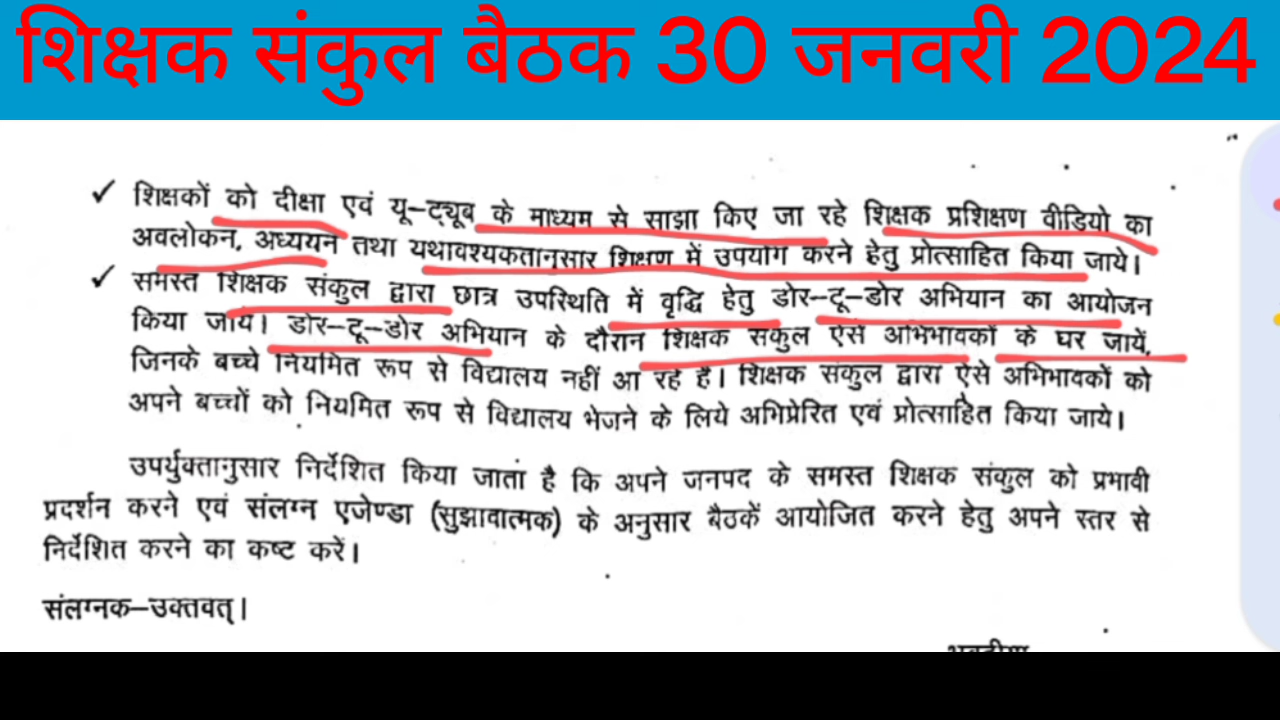 शिक्षक संकुल बैठक 30 जनवरी 2024
✓ शिक्षकों को दीक्षा एवं यू-ट्यूब के माध्यम से साझा किए जा रहे शिक्षक प्रशिक्षण वीडियो का
अवलोकन, अध्ययन तथा यथावश्यकतानुसार शिक्षण में उपयोग करने हेतु प्रोत्साहित किया जाये।
✓ समस्त शिक्षक संकुल द्वारा छात्र उपस्थिति में वृद्धि हेतु डोर-टू-डोर अभियान का आयोजन
किया जाये। डोर-टू-डोर अभियान के दौरान शिक्षक संकुल ऐसे अभिभावकों के घर जायें,
जिनके बच्चे नियमित रूप से विद्यालय नहीं आ रहे हैं। शिक्षक संकुल द्वारा ऐसे अभिभावकों को
अपने बच्चों को नियमित रूप से विद्यालय भेजने के लिये अभिप्रेरित एवं प्रोत्साहित किया जाये।
उपर्युक्तानुसार निर्देशित किया जाता है कि अपने जनपद के समस्त शिक्षक संकुल को प्रभावी
प्रदर्शन करने एवं संलग्न एजेण्डा (सुझावात्मक) के अनुसार बैठकें आयोजित करने हेतु अपने स्तर से
निर्देशित करने का कष्ट करें।
संलग्नक-उक्तवत्।